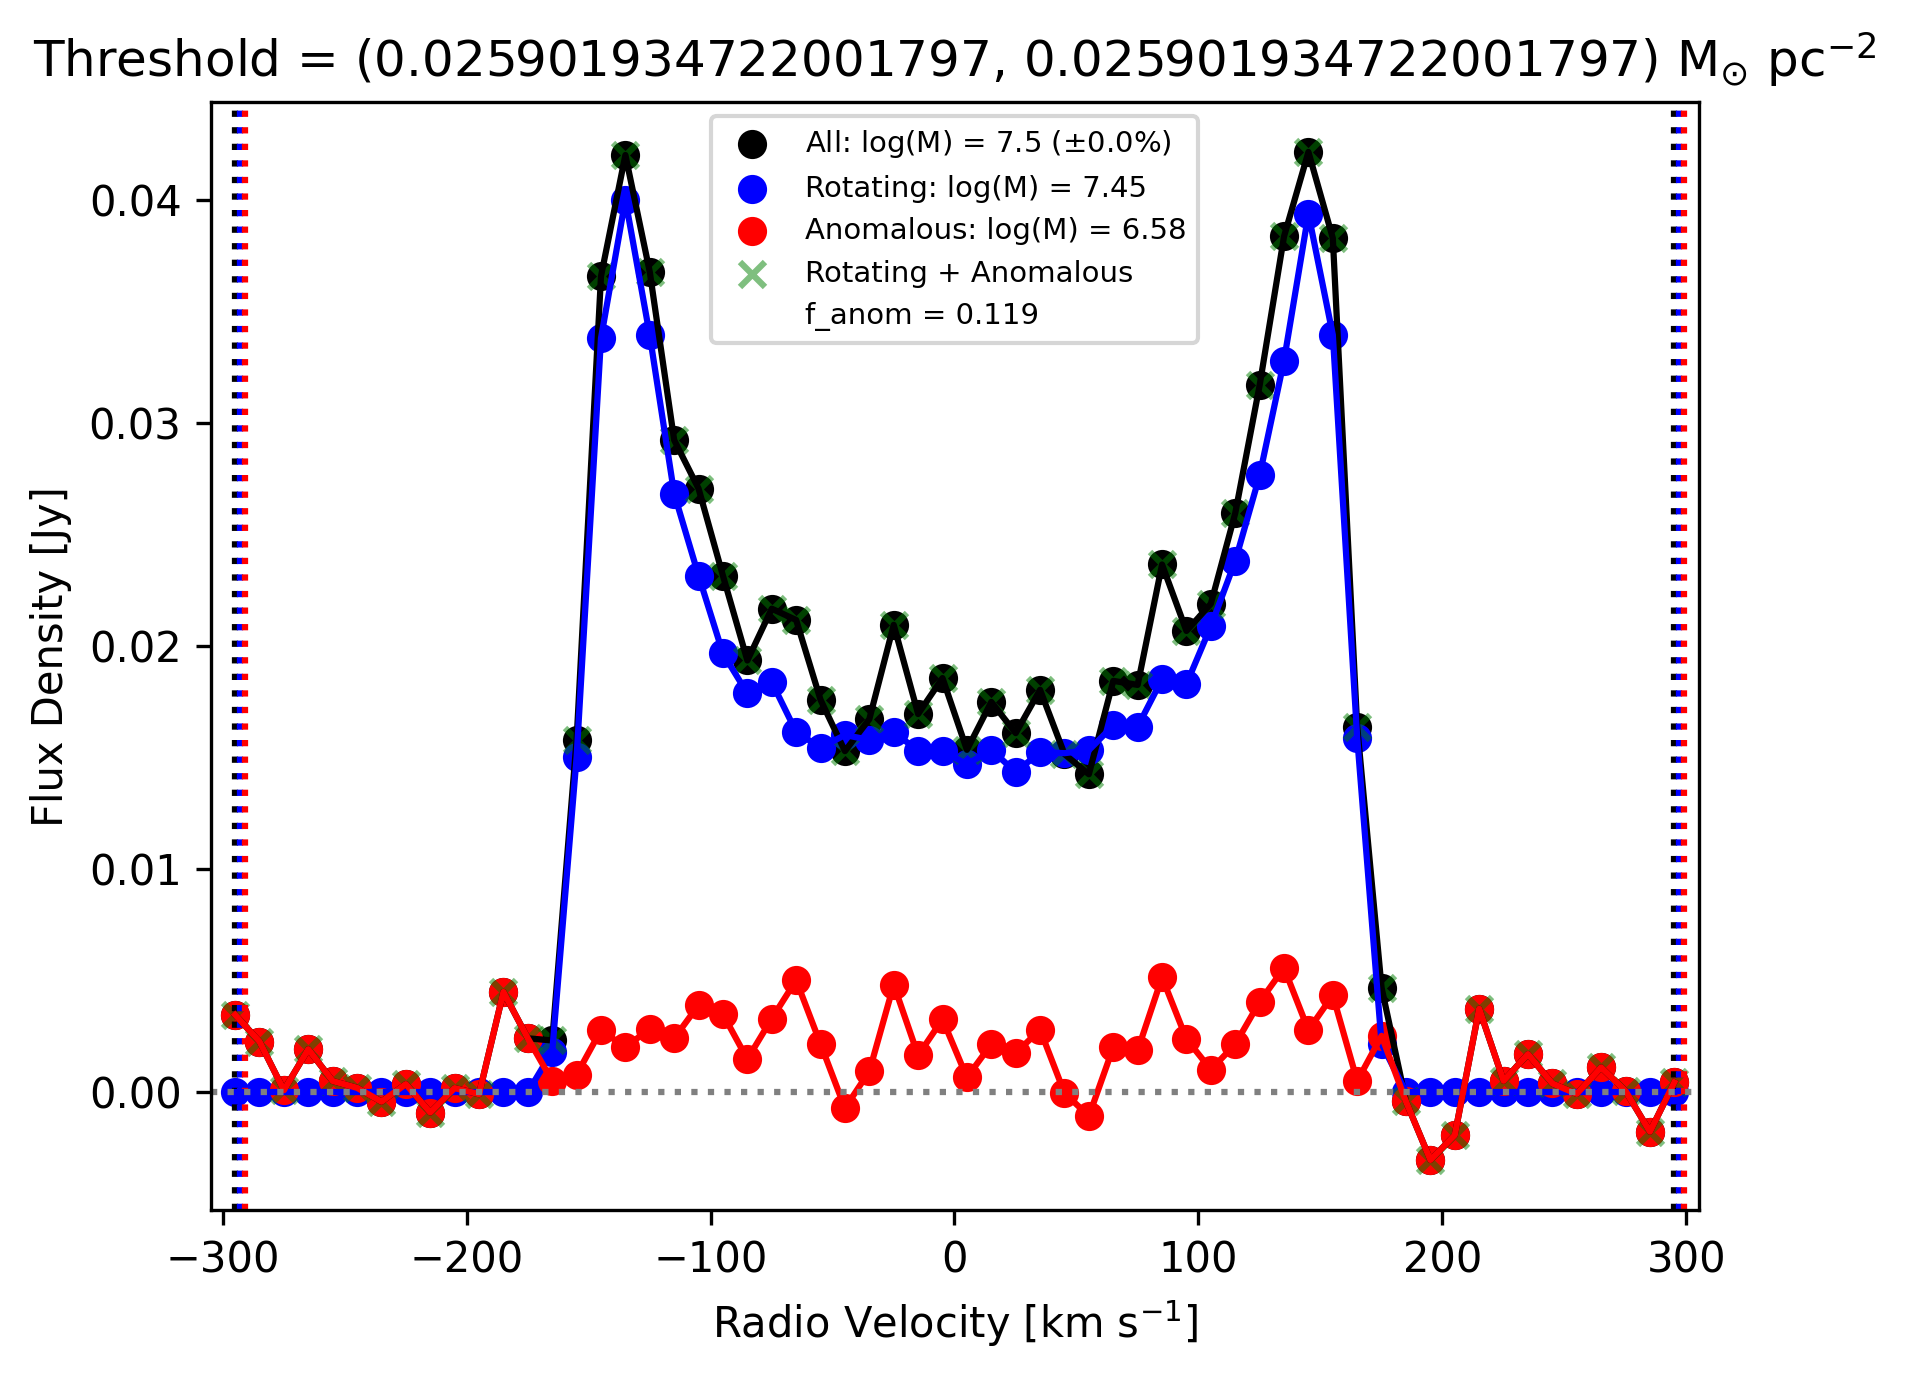 Threshold = (0.025901934722001797, 0.025901934722001797) M⊙ pc⁻²
All: log(M) = 7.5 (±0.0%)
Rotating: log(M) = 7.45
Anomalous: log(M) = 6.58
Rotating + Anomalous
f_anom = 0.119
Flux Density [Jy]
0.04
0.03
0.02
0.01
0.00
−300 −200 −100 0 100 200 300
Radio Velocity [km s⁻¹]